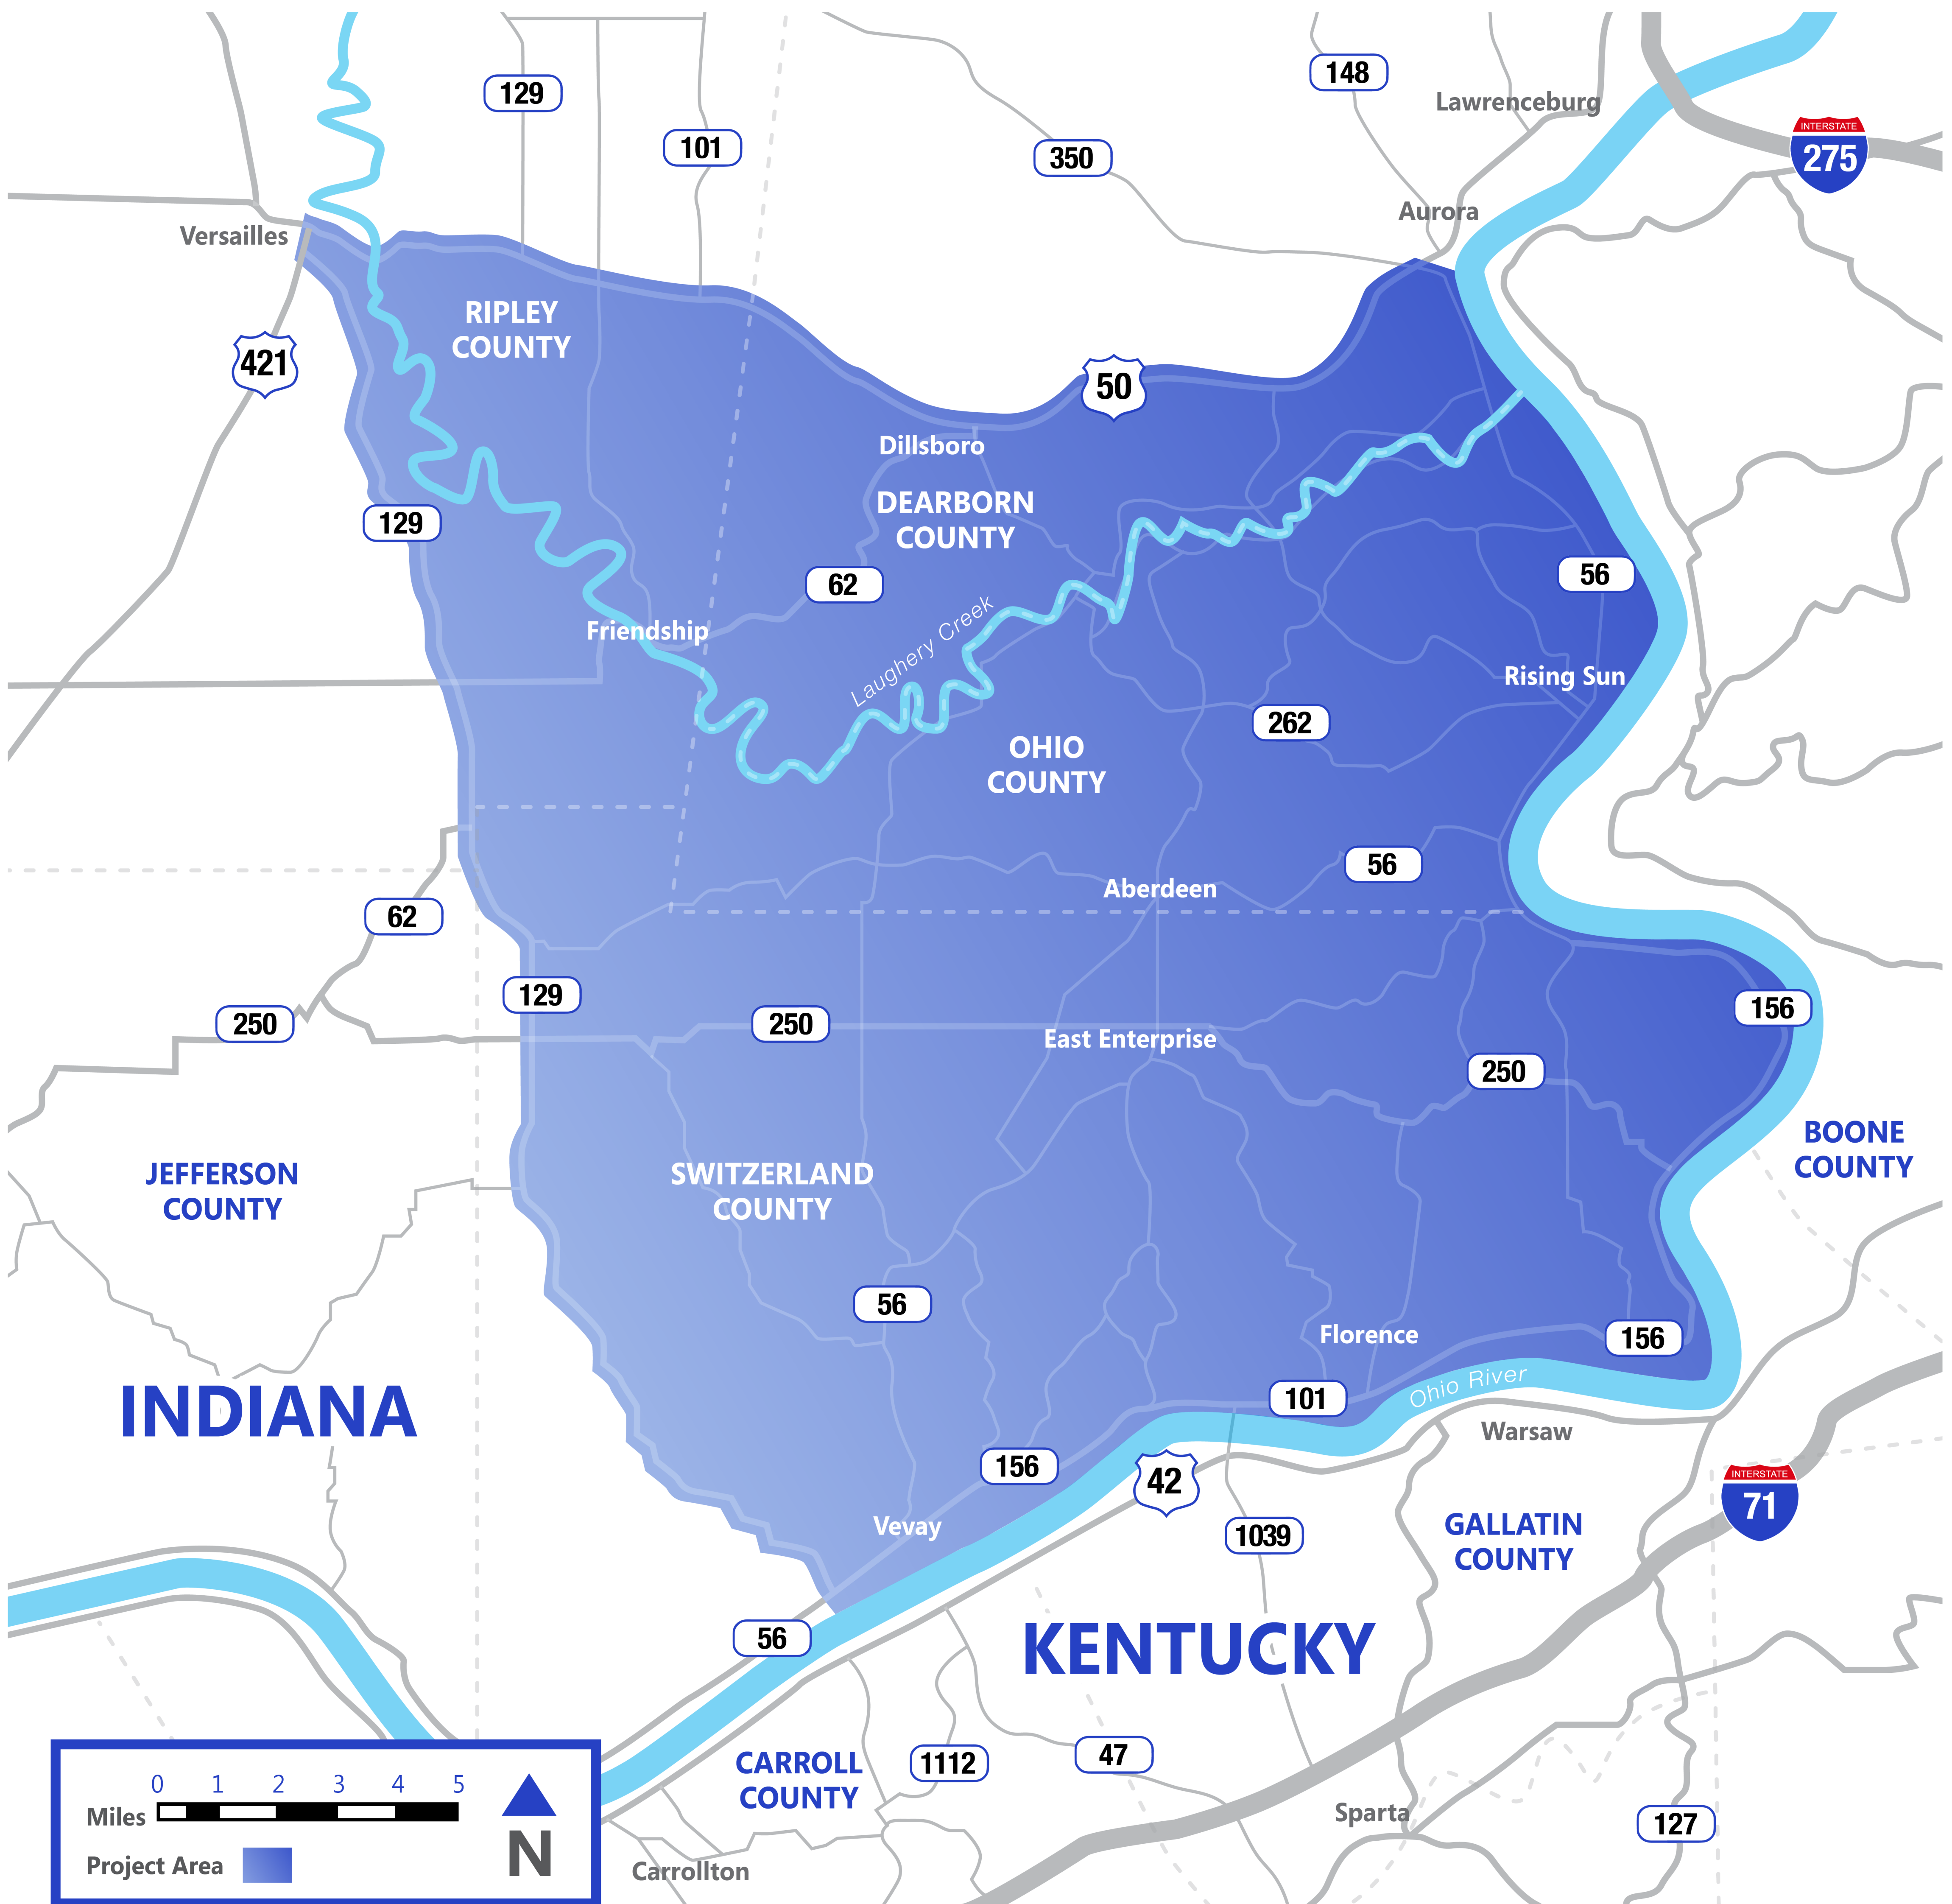 148
129
Lawrenceburg
INTERSTATE
275
101
350
Aurora
Versailles
RIPLEY
COUNTY
421
50
Dillsboro
DEARBORN
COUNTY
129
62
56
Friendship
Laughery Creek
Rising Sun
262
OHIO
COUNTY
56
Aberdeen
62
129
156
250
250
East Enterprise
250
BOONE
COUNTY
JEFFERSON
COUNTY
SWITZERLAND
COUNTY
56
Florence
156
INDIANA
101
Ohio River
Warsaw
156
42
INTERSTATE
71
Vevay
1039
GALLATIN
COUNTY
56
KENTUCKY
CARROLL
COUNTY
1112
47
0 1 2 3 4 5
Miles
N
Project Area
Sparta
127
Carrollton